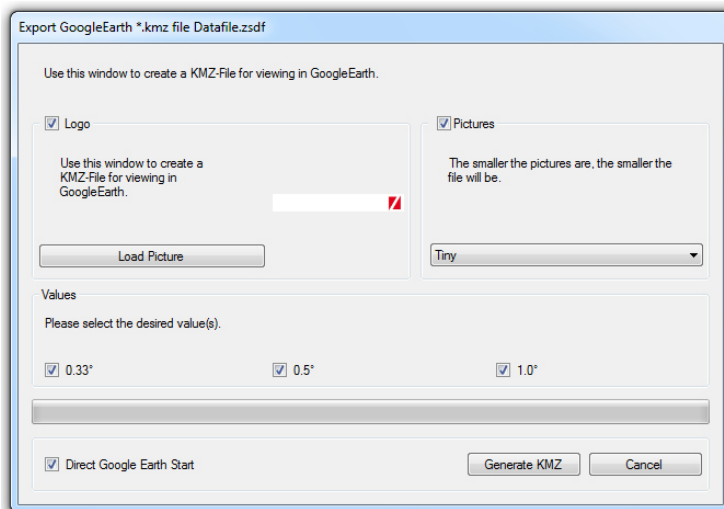 Export GoogleEarth *.kmz file Datafile.zsdf
Use this window to create a KMZ-File for viewing in GoogleEarth.
Logo
Use this window to create a
KMZ-File for viewing in
GoogleEarth.
Load Picture
Pictures
The smaller the pictures are, the smaller the
file will be.
Tiny
Values
Please select the desired value(s).
0.33°
0.5°
1.0°
Direct Google Earth Start
Generate KMZ
Cancel